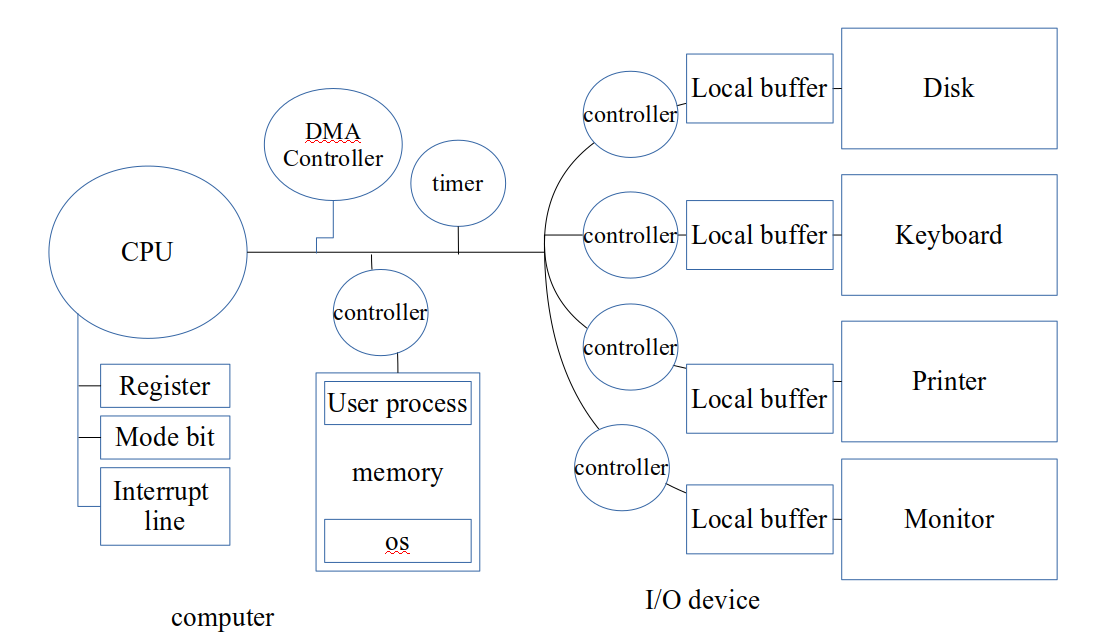 DMA
Controller
timer
CPU
controller
Register
Mode bit
Interrupt
line
User process
memory
os
computer
controller
Local buffer
Disk
controller
Local buffer
Keyboard
controller
Local buffer
Printer
controller
Local buffer
Monitor
I/O device